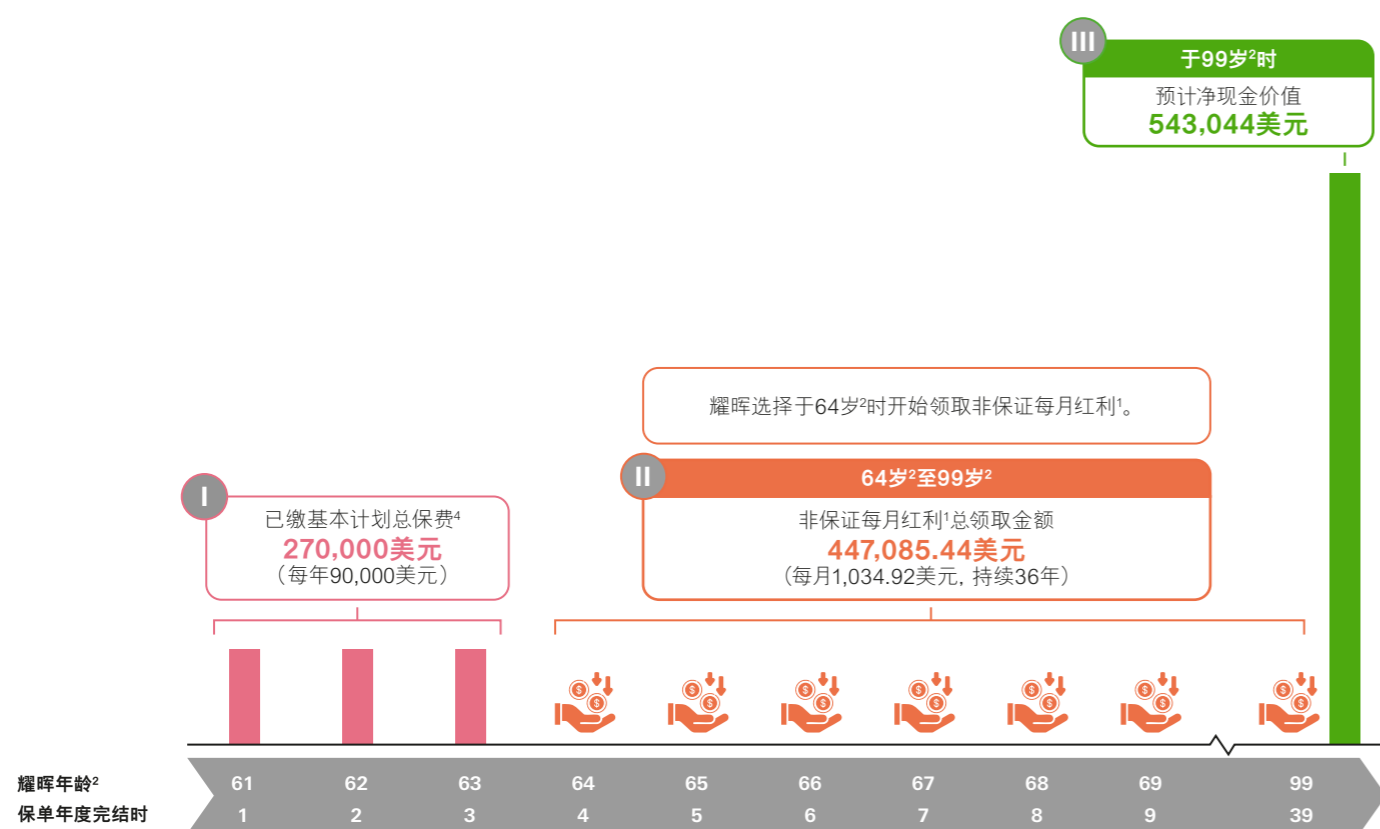 III
于99岁²时
预计净现金价值
543,044美元
耀晖选择于64岁²时开始领取非保证每月红利¹。
II
64岁²至99岁²
非保证每月红利¹总领取金额
447,085.44美元
（每月1,034.92美元, 持续36年）
I
已缴基本计划总保费⁴
270,000美元
（每年90,000美元）
$ $ $ $ $ $ $ $ $ $ $ $ $ $
耀晖年龄² 61 62 63 64 65 66 67 68 69 99
保单年度完结时 1 2 3 4 5 6 7 8 9 39